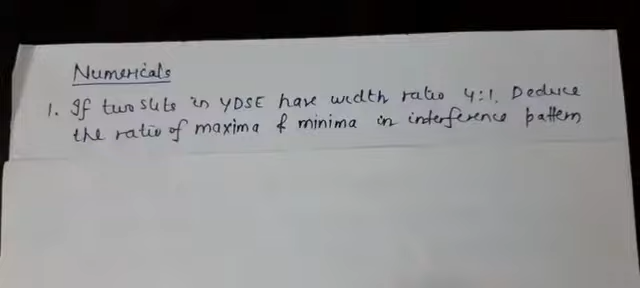 Numericals
1. If two slits in YDSE have width ratio 4:1. Deduce
the ratio of maxima & minima in interference pattern